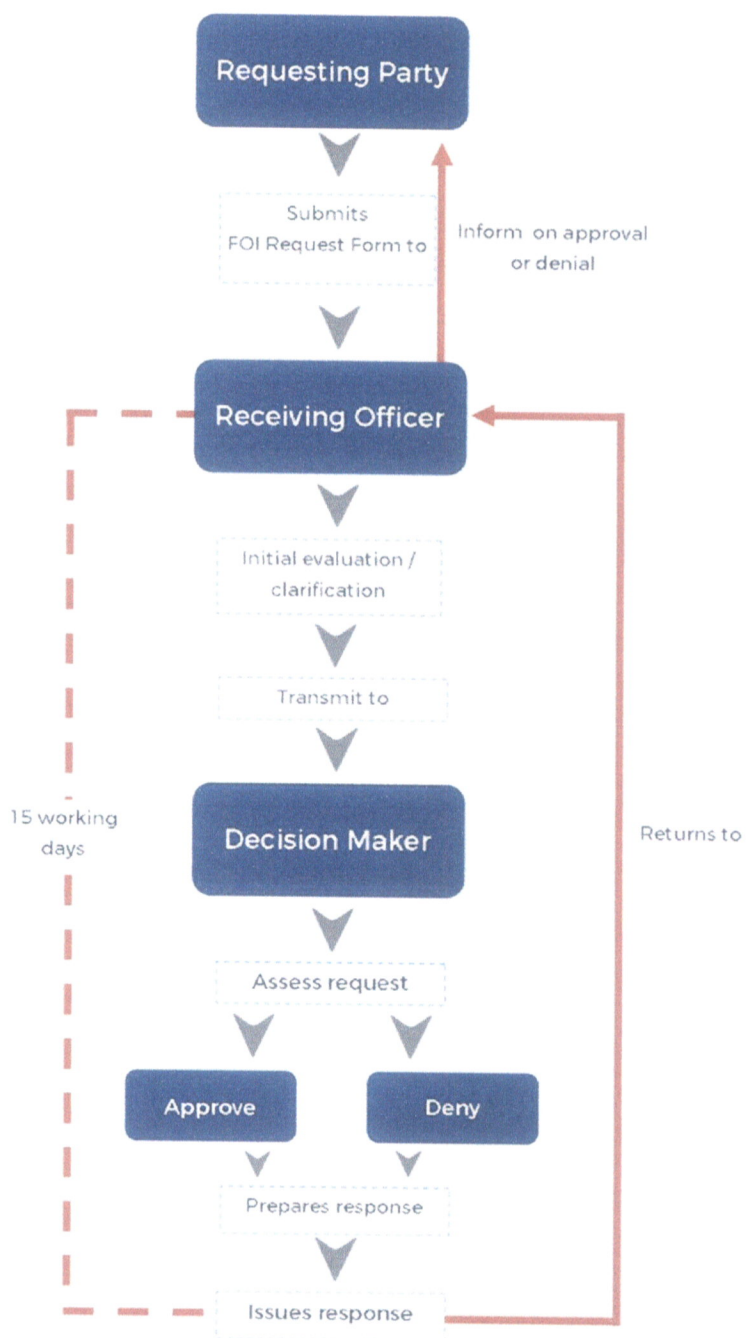 Requesting Party
Submits
FOI Request Form to
Inform on approval
or denial
Receiving Officer
Initial evaluation /
clarification
Transmit to
15 working
days
Decision Maker
Returns to
Assess request
Approve
Deny
Prepares response
Issues response